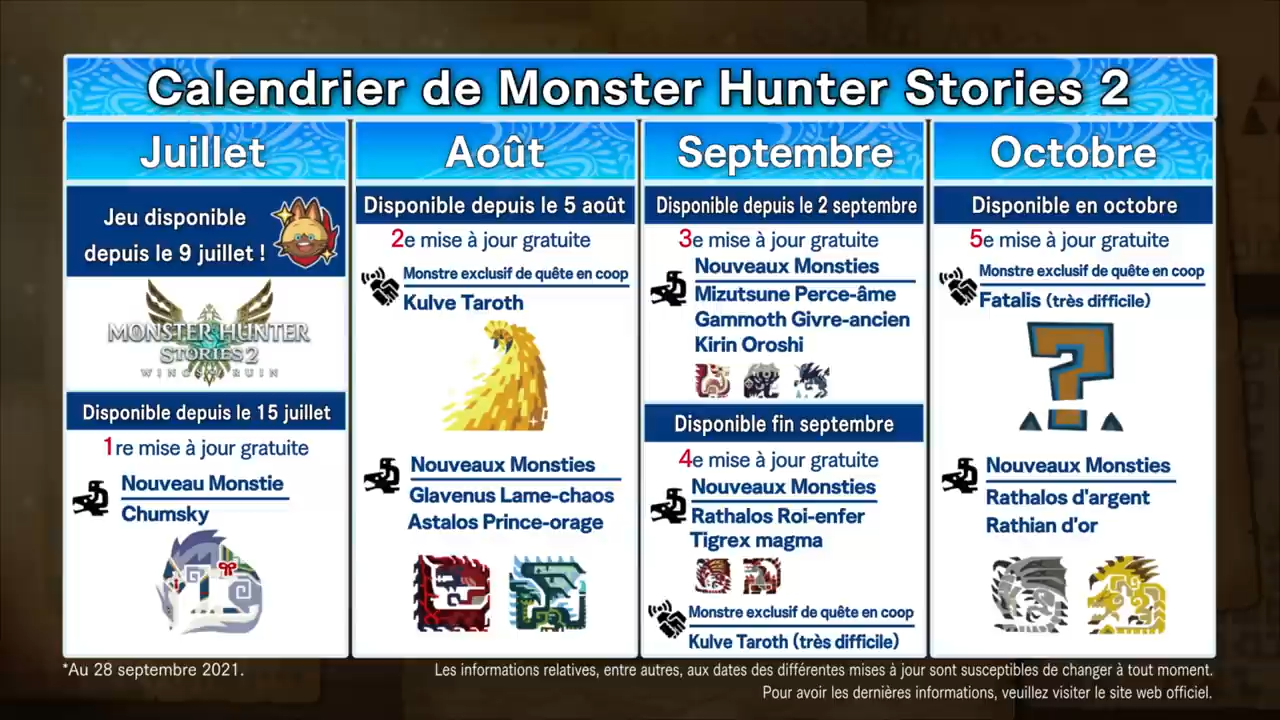 Calendrier de Monster Hunter Stories 2
Juillet
Jeu disponible
depuis le 9 juillet !
MONSTER HUNTER
STORIES 2
WINGS OF RUIN
Disponible depuis le 15 juillet
1re mise à jour gratuite
Nouveau Monstie
Chumsky
Août
Disponible depuis le 5 août
2e mise à jour gratuite
Monstre exclusif de quête en coop
Kulve Taroth
Nouveaux Monsties
Glavenus Lame-chaos
Astalos Prince-orage
Septembre
Disponible depuis le 2 septembre
3e mise à jour gratuite
Nouveaux Monsties
Mizutsune Perce-âme
Gammoth Givre-ancien
Kirin Oroshi
Disponible fin septembre
4e mise à jour gratuite
Nouveaux Monsties
Rathalos Roi-enfer
Tigrex magma
Monstre exclusif de quête en coop
Kulve Taroth (très difficile)
Octobre
Disponible en octobre
5e mise à jour gratuite
Monstre exclusif de quête en coop
Fatalis (très difficile)
?
Nouveaux Monsties
Rathalos d'argent
Rathian d'or
*Au 28 septembre 2021.
Les informations relatives, entre autres, aux dates des différentes mises à jour sont susceptibles de changer à tout moment.
Pour avoir les dernières informations, veuillez visiter le site web officiel.